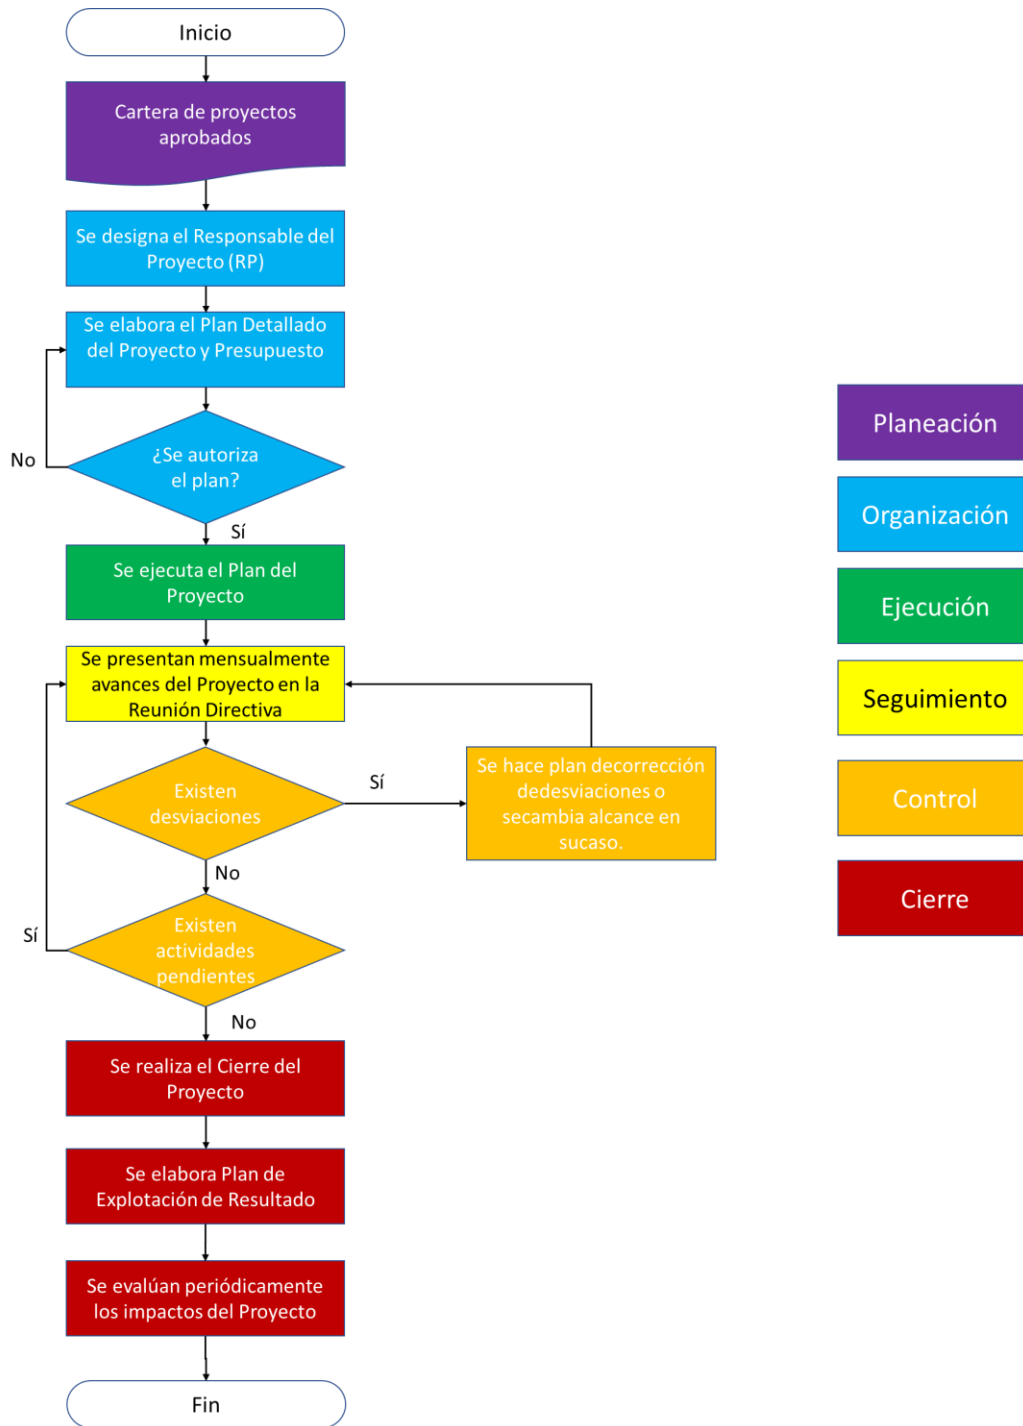 Inicio
Cartera de proyectos
aprobados
Se designa el Responsable del
Proyecto (RP)
Se elabora el Plan Detallado
del Proyecto y Presupuesto
¿Se autoriza
el plan?
No
Sí
Se ejecuta el Plan del
Proyecto
Se presentan mensualmente
avances del Proyecto en la
Reunión Directiva
Existen
desviaciones
Sí
Se hace plan decorrección
dedesviaciones o
secambia alcance en
sucaso.
No
Existen
actividades
pendientes
Sí
No
Se realiza el Cierre del
Proyecto
Se elabora Plan de
Explotación de Resultado
Se evalúan periódicamente
los impactos del Proyecto
Fin
Planeación
Organización
Ejecución
Seguimiento
Control
Cierre